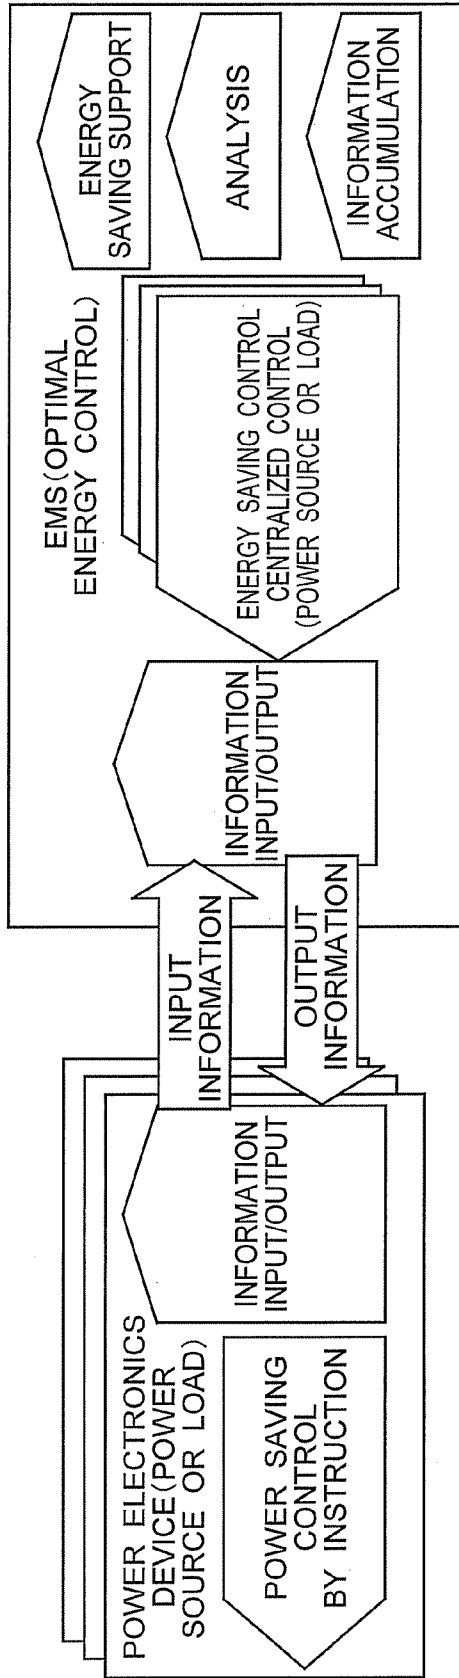 POWER ELECTRONICS
DEVICE(POWER
SOURCE OR LOAD)
POWER SAVING
CONTROL
BY INSTRUCTION
INFORMATION
INPUT/OUTPUT
INPUT
INFORMATION
OUTPUT
INFORMATION
INFORMATION
INPUT/OUTPUT
EMS(OPTIMAL
ENERGY CONTROL)
ENERGY SAVING CONTROL
CENTRALIZED CONTROL
(POWER SOURCE OR LOAD)
ENERGY
SAVING SUPPORT
ANALYSIS
INFORMATION
ACCUMULATION